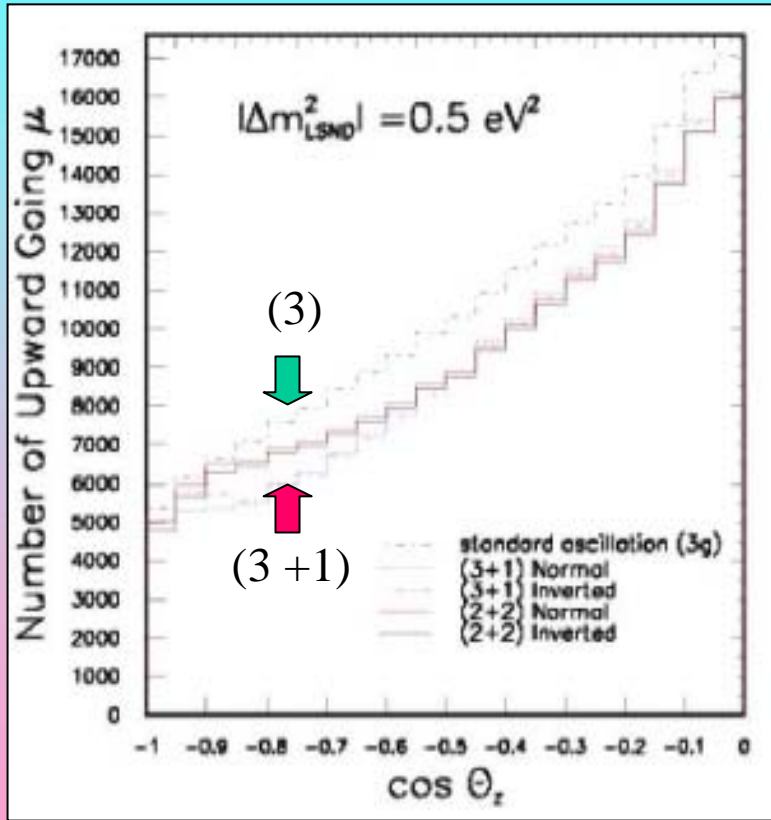 |Δm²LSND| = 0.5 eV²
Number of Upward Going μ
17000
16000
15000
14000
13000
12000
11000
10000
9000
8000
7000
6000
5000
4000
3000
2000
1000
0
(3)
(3 +1)
standard oscillation (3g)
(3+1) Normal
(3+1) Inverted
(2+2) Normal
(2+2) Inverted
-1 -0.9 -0.8 -0.7 -0.6 -0.5 -0.4 -0.3 -0.2 -0.1 0
cos Θz